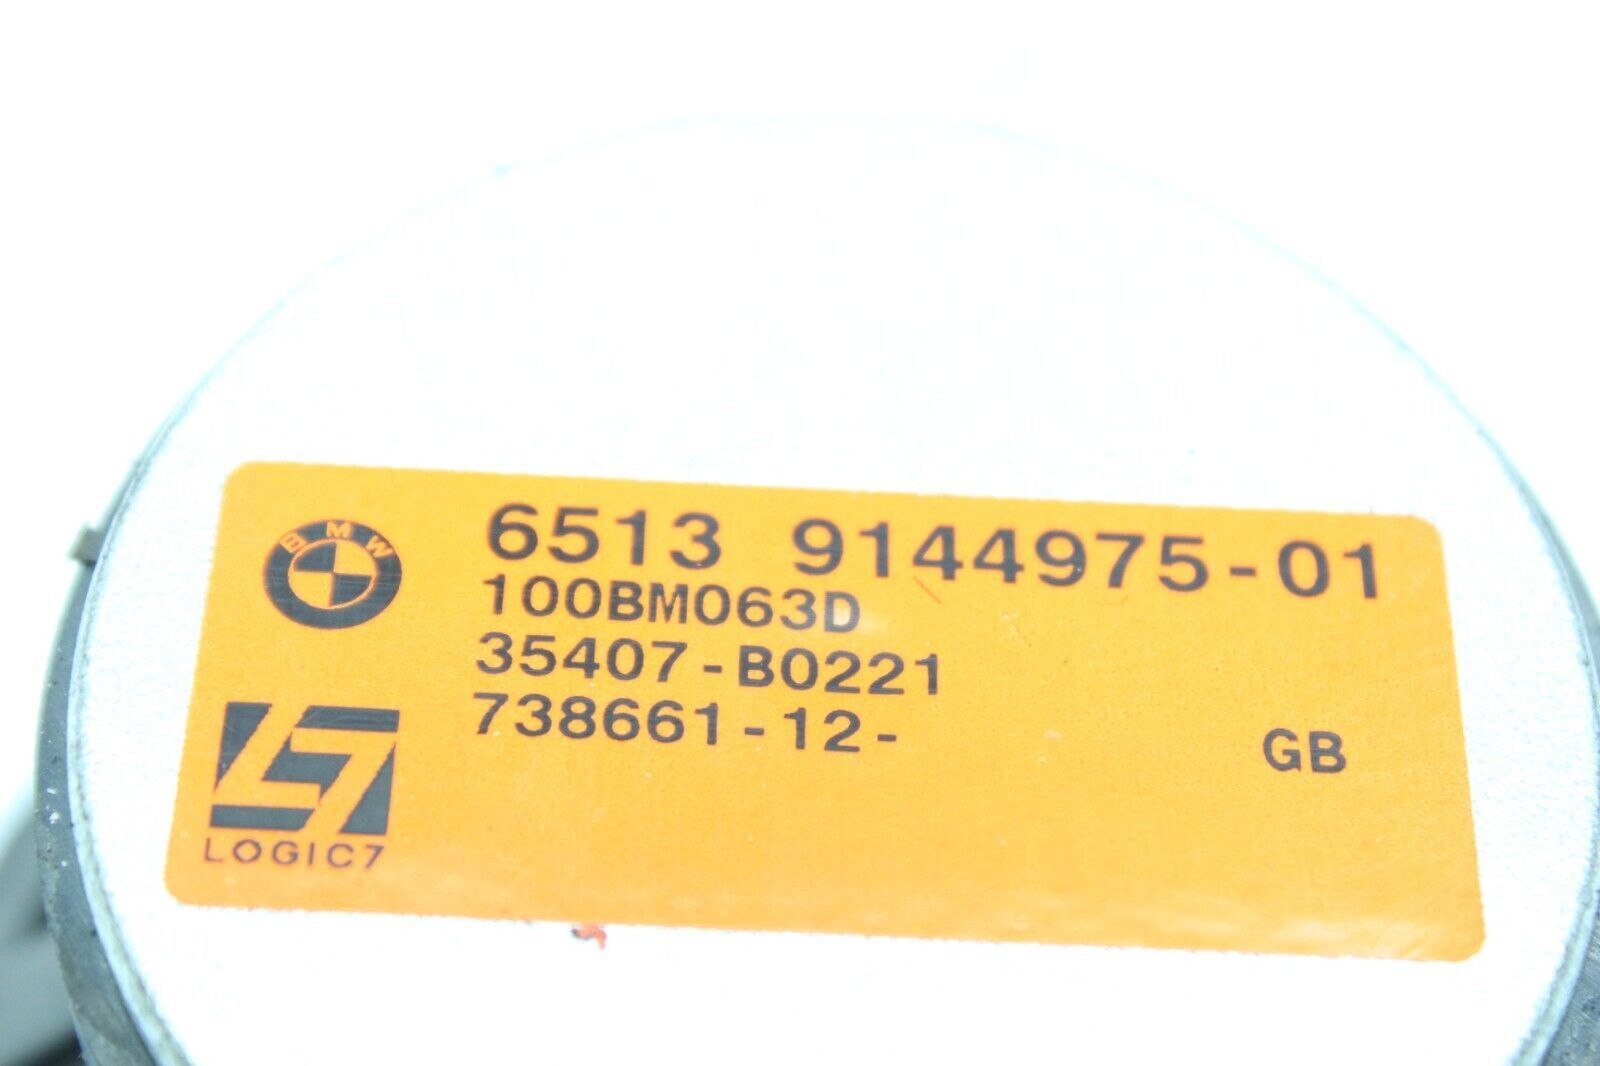 BMW
6513 9144975-01
100BM063D
35407-B0221
738661-12-
GB
LOGIC7